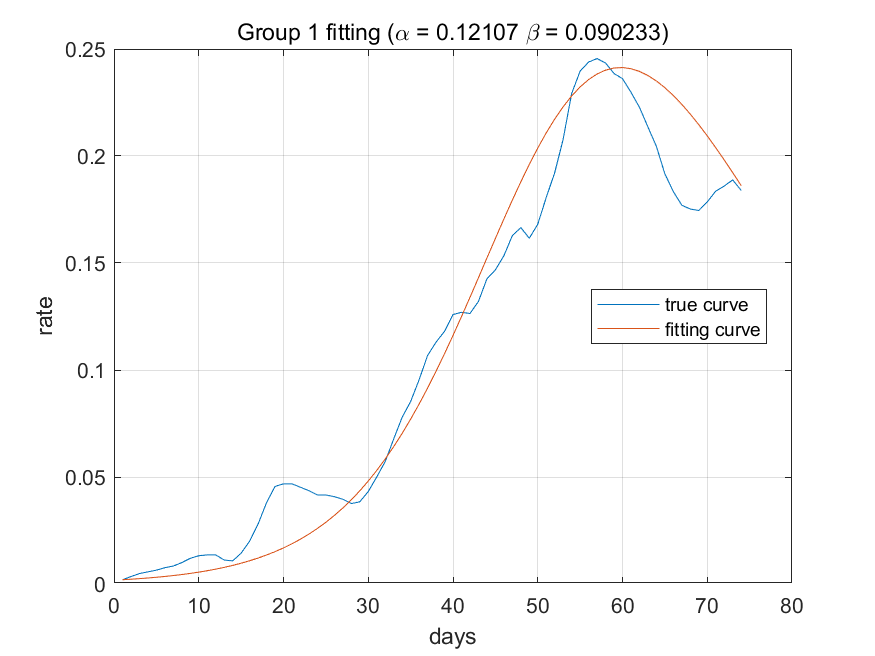 Group 1 fitting (α = 0.12107 β = 0.090233)
0.25
0.2
0.15
0.1
0.05
0
rate
true curve
fitting curve
0 10 20 30 40 50 60 70 80
days